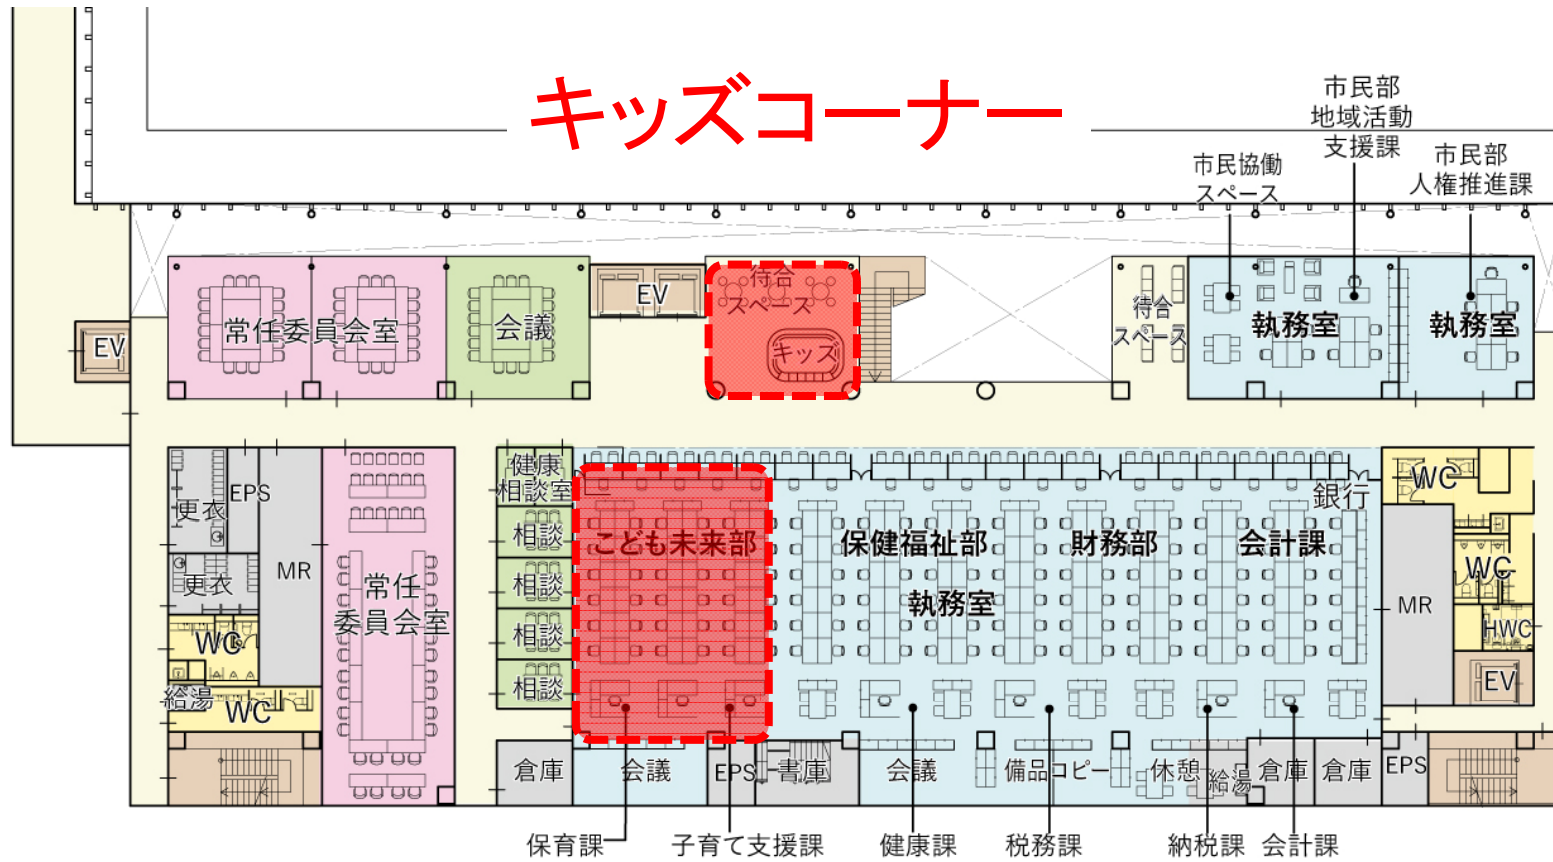 キッズコーナー
市民部
地域活動
支援課
市民協働
スペース
市民部
人権推進課
EV
常任委員会室
会議
EV
待合
スペース
キッズ
待合
スペース
執務室
執務室
更衣
EPS
更衣
MR
WC
給湯
WC
常任
委員会室
健康
相談室
相談
相談
相談
相談
こども未来部
保健福祉部
財務部
会計課
執務室
銀行
WC
WC
MR
HWC
EV
倉庫
会議
EPS
書庫
会議
備品コピー
休憩
給湯
倉庫
倉庫
EPS
保育課
子育て支援課
健康課
税務課
納税課
会計課